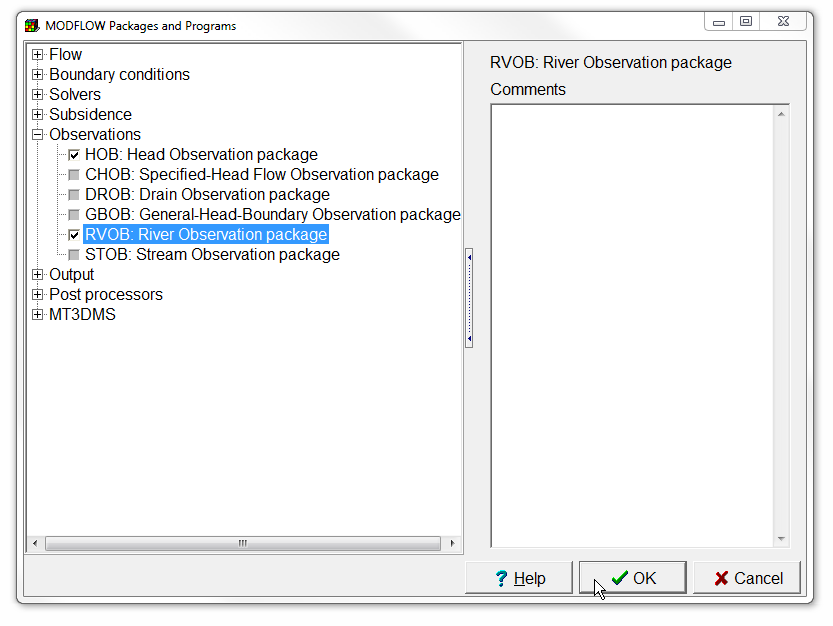 MODFLOW Packages and Programs
Flow
Boundary conditions
Solvers
Subsidence
Observations
HOB: Head Observation package
CHOB: Specified-Head Flow Observation package
DROB: Drain Observation package
GBOB: General-Head-Boundary Observation package
RVOB: River Observation package
STOB: Stream Observation package
Output
Post processors
MT3DMS
RVOB: River Observation package
Comments
? Help
OK
Cancel